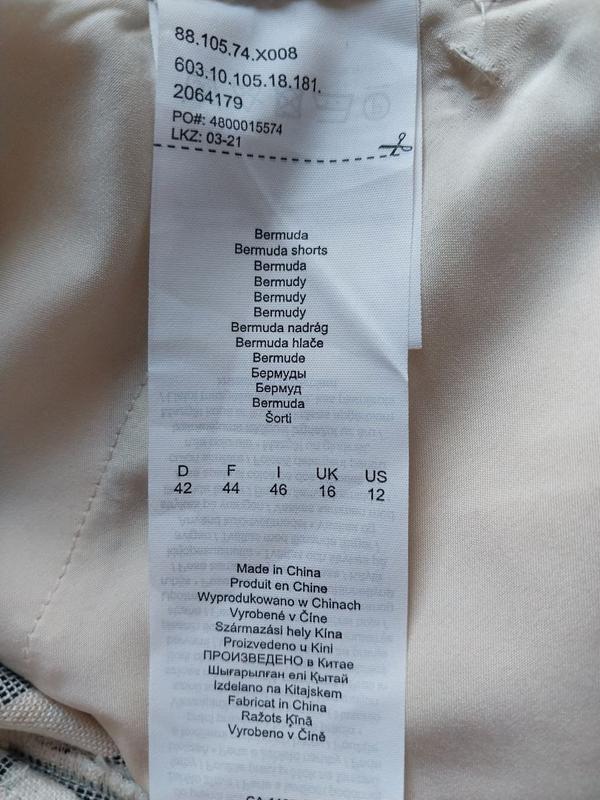 88.105.74.X008
603.10.105.18.181.
2064179
PO#: 4800015574
LKZ: 03-21
Bermuda
Bermuda shorts
Bermuda
Bermudy
Bermudy
Bermudy
Bermuda nadrág
Bermuda hlače
Bermude
Бермуды
Бермуд
Bermuda
Šorti
D F I UK US
42 44 46 16 12
Made in China
Produit en Chine
Wyprodukowano w Chinach
Vyrobené v Číne
Származási hely Kína
Proizvedeno u Kini
ПРОИЗВЕДЕНО в Китае
Шығарылған елі Қытай
Izdelano na Kitajskem
Fabricat in China
Ražots Ķīnā
Vyrobeno v Číně